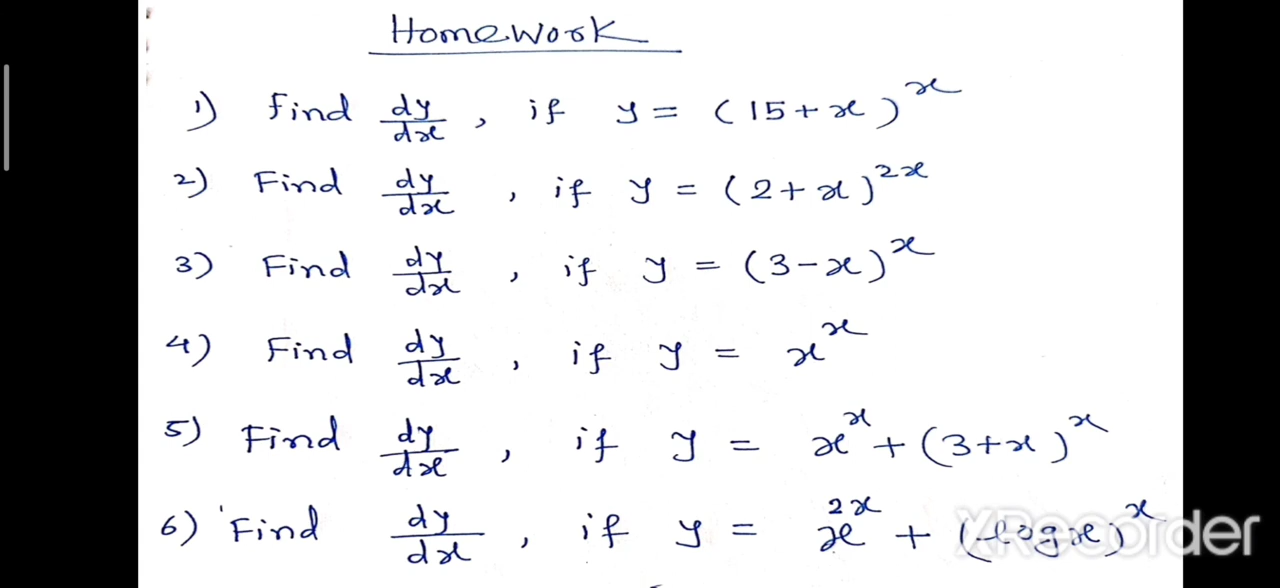 Homework
1) Find dy/dx, if y = (15+x)^x
2) Find dy/dx, if y = (2+x)^2x
3) Find dy/dx, if y = (3-x)^x
4) Find dy/dx, if y = x^x
5) Find dy/dx, if y = x^x + (3+x)^x
6) Find dy/dx, if y = x^2x + (log x)^x
XRecorder